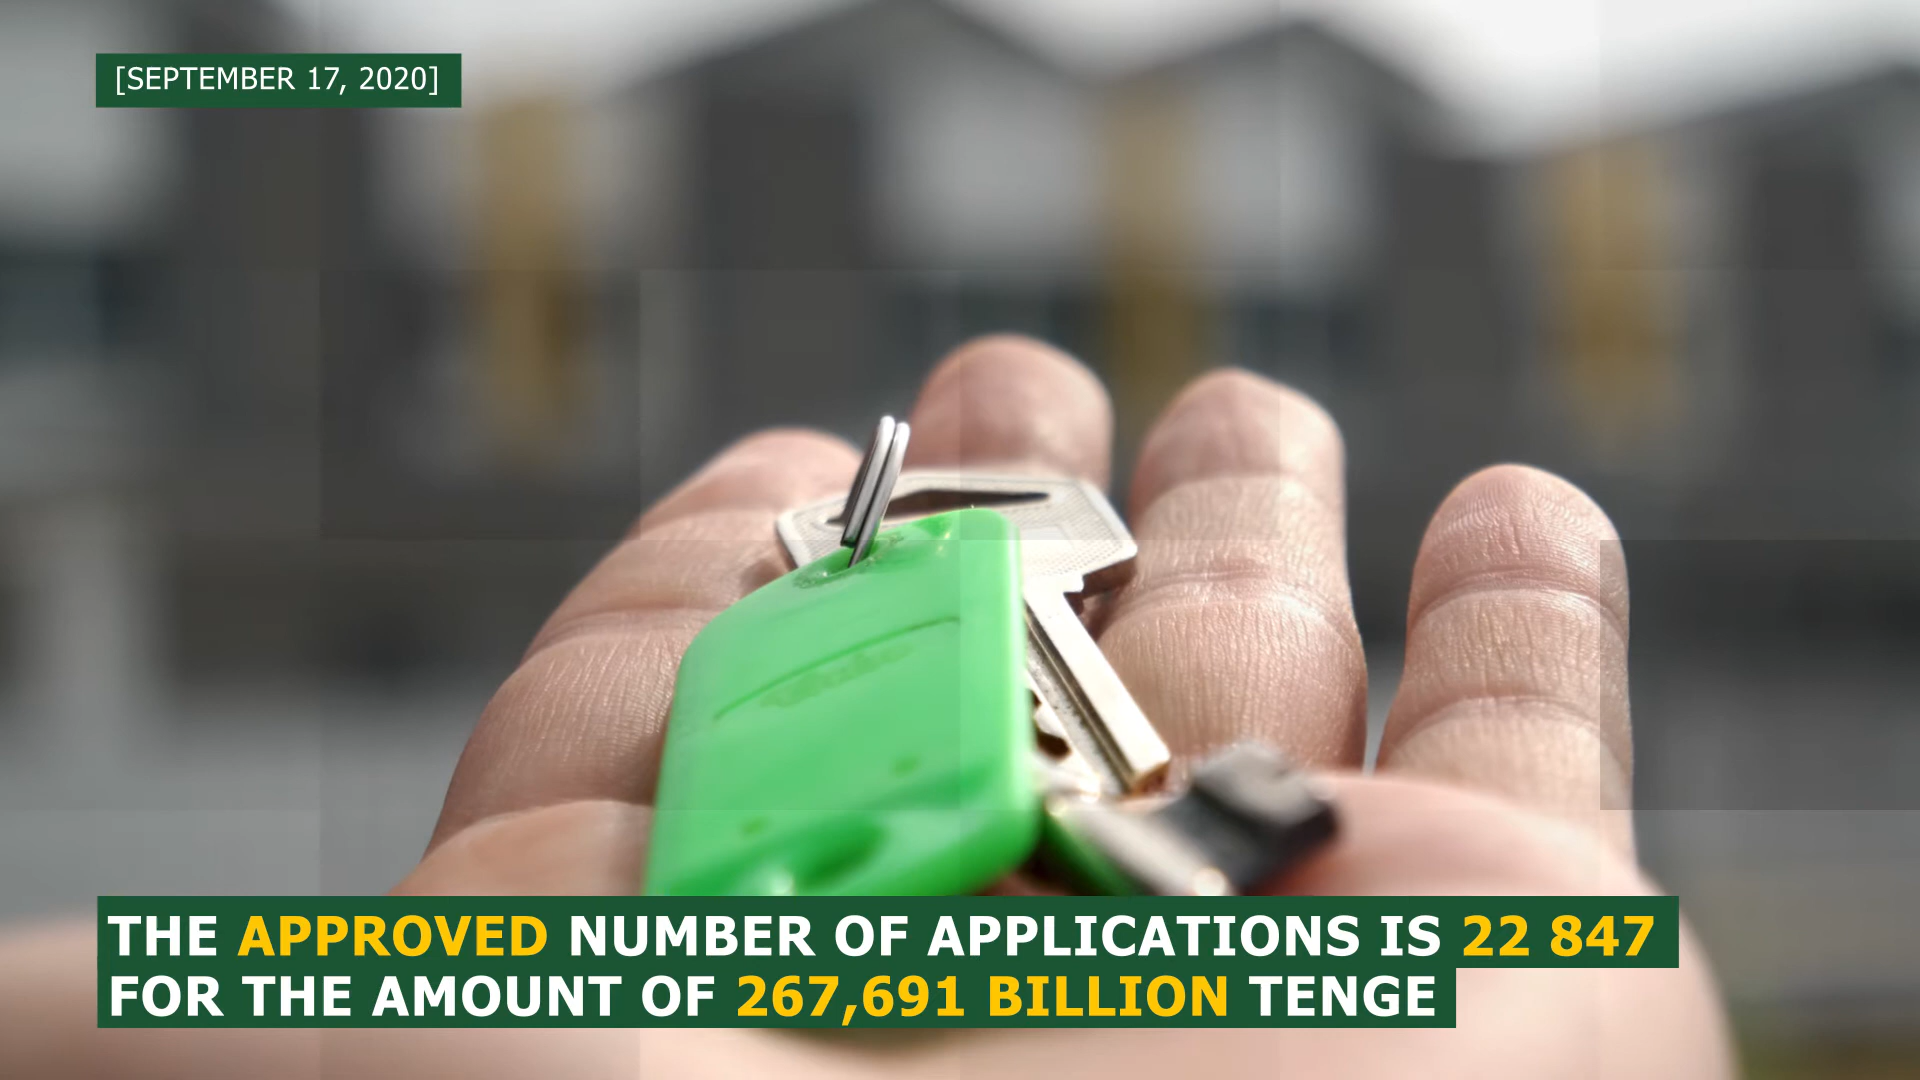 [SEPTEMBER 17, 2020]
THE APPROVED NUMBER OF APPLICATIONS IS 22 847
FOR THE AMOUNT OF 267,691 BILLION TENGE